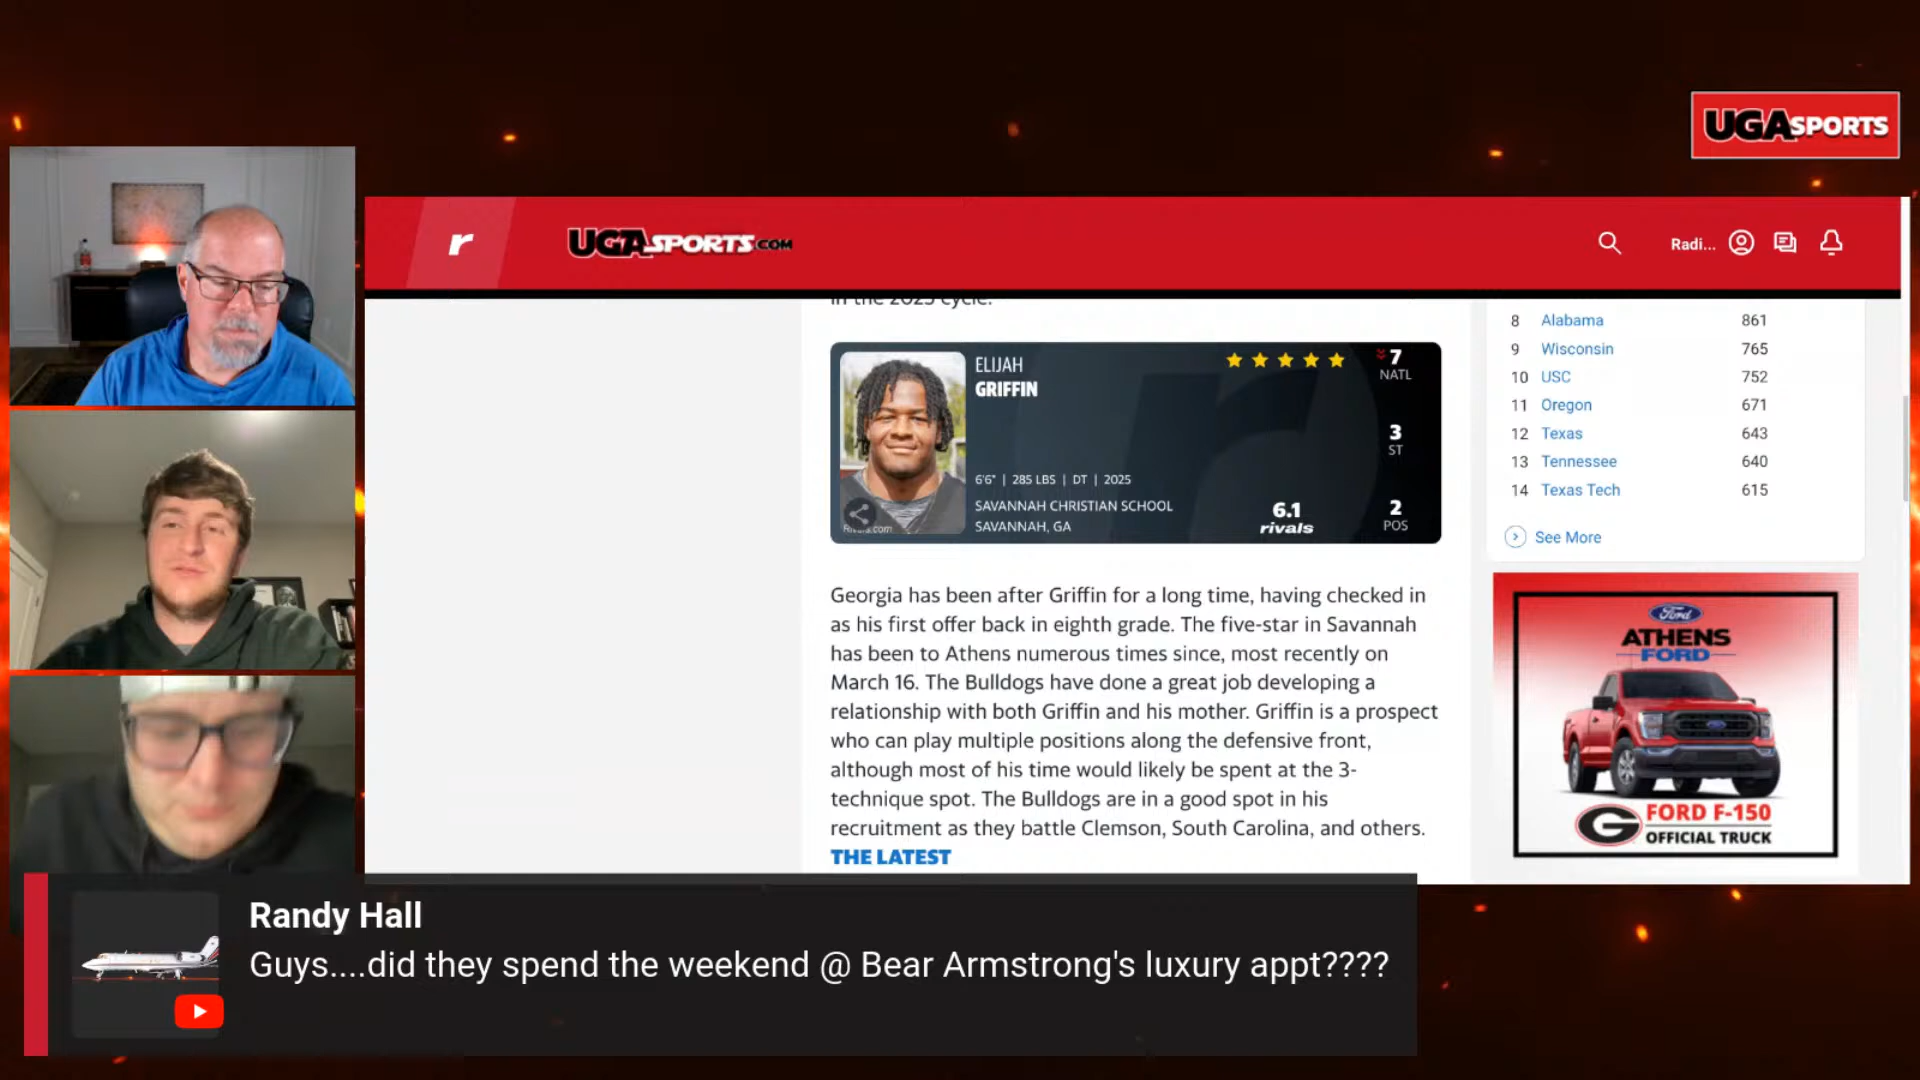 UGASPORTS
r
UGASPORTS.COM
Radi...
in the 2025 cycle.
ELIJAH
GRIFFIN
7
NATL
3
ST
6'6" | 285 LBS | DT | 2025
SAVANNAH CHRISTIAN SCHOOL
SAVANNAH, GA
6.1
rivals
2
POS
Rivals.com
Georgia has been after Griffin for a long time, having checked in
as his first offer back in eighth grade. The five-star in Savannah
has been to Athens numerous times since, most recently on
March 16. The Bulldogs have done a great job developing a
relationship with both Griffin and his mother. Griffin is a prospect
who can play multiple positions along the defensive front,
although most of his time would likely be spent at the 3-
technique spot. The Bulldogs are in a good spot in his
recruitment as they battle Clemson, South Carolina, and others.
THE LATEST
8 Alabama 861
9 Wisconsin 765
10 USC 752
11 Oregon 671
12 Texas 643
13 Tennessee 640
14 Texas Tech 615
See More
Ford
ATHENS
FORD
G
FORD F-150
OFFICIAL TRUCK
Randy Hall
Guys....did they spend the weekend @ Bear Armstrong's luxury appt????